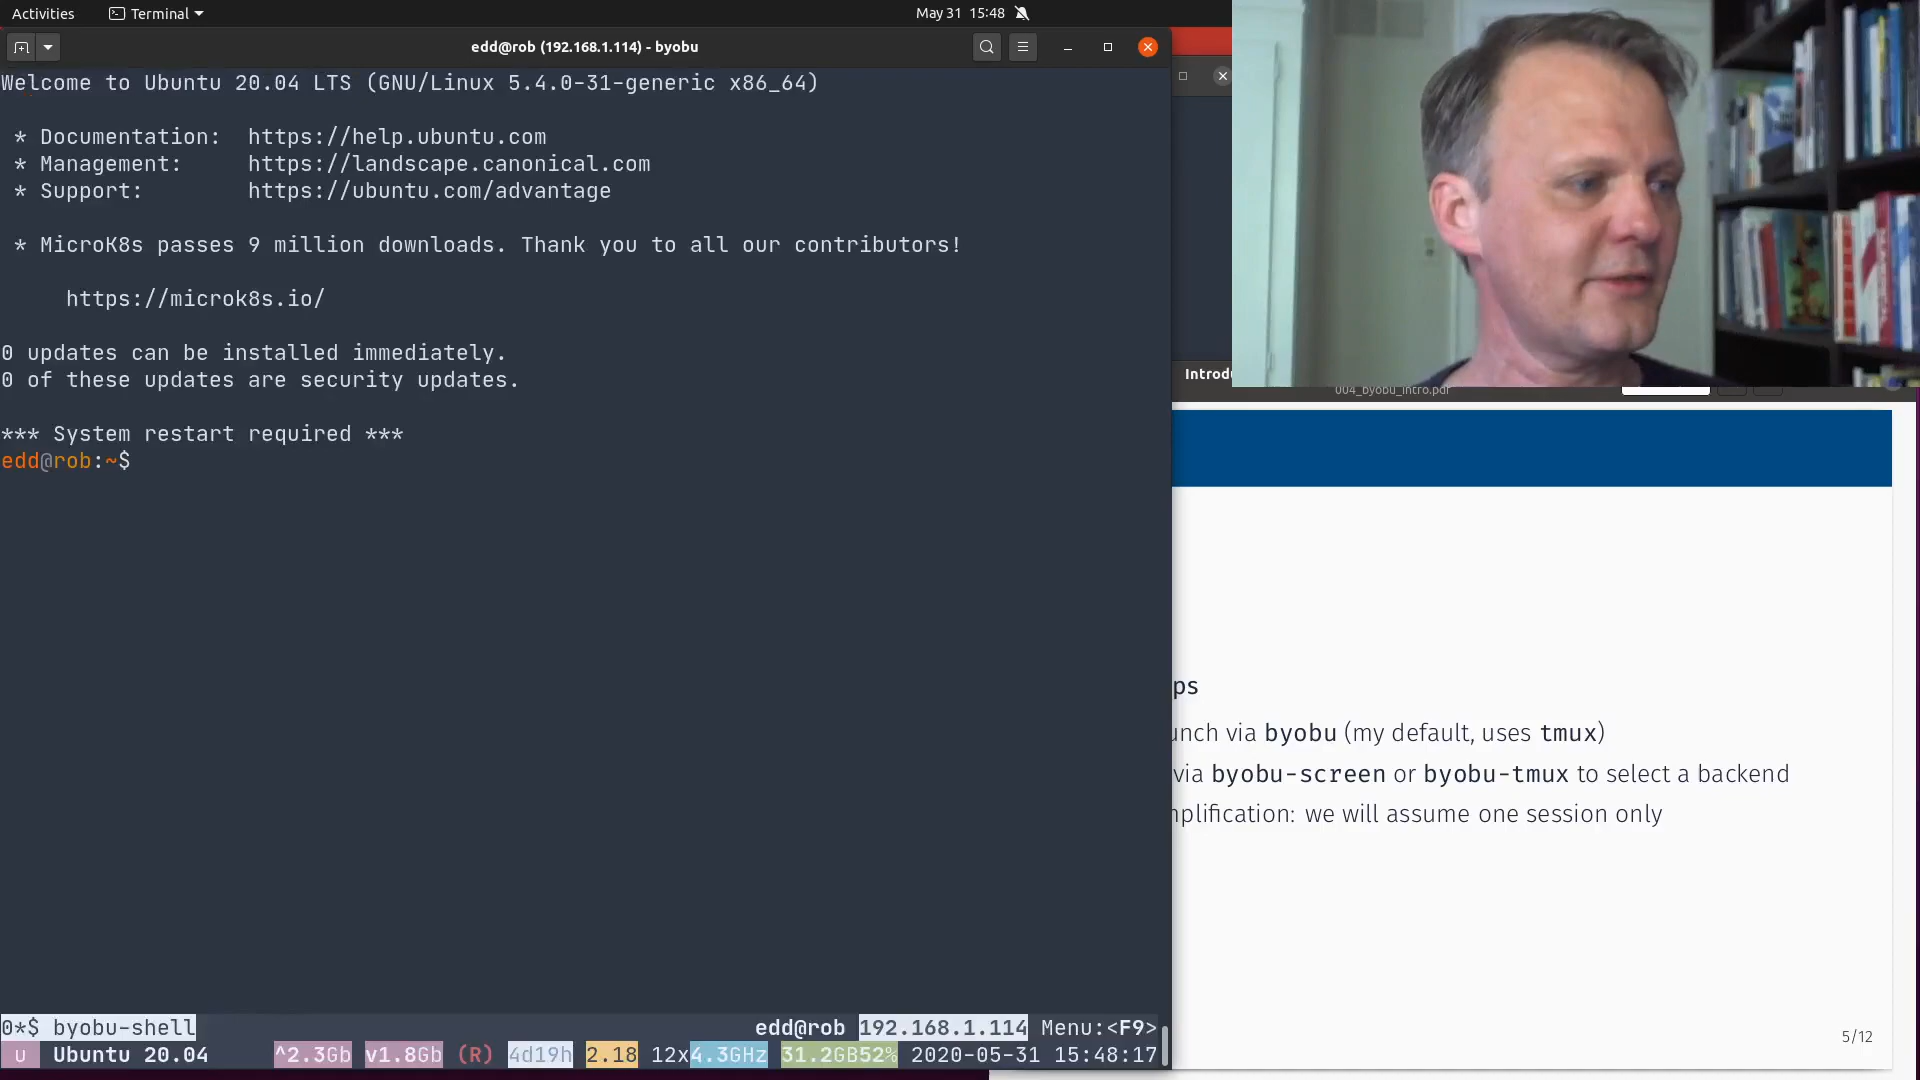 Activities Terminal May 31 15:48
edd@rob (192.168.1.114) - byobu
Welcome to Ubuntu 20.04 LTS (GNU/Linux 5.4.0-31-generic x86_64)
* Documentation: https://help.ubuntu.com
* Management: https://landscape.canonical.com
* Support: https://ubuntu.com/advantage
* MicroK8s passes 9 million downloads. Thank you to all our contributors!
https://microk8s.io/
0 updates can be installed immediately.
0 of these updates are security updates.
*** System restart required ***
edd@rob:~$
0*$ byobu-shell edd@rob 192.168.1.114 Menu:<F9>
u Ubuntu 20.04 ^2.3Gb v1.8Gb (R) 4d19h 2.18 12x4.3GHz 31.2GB52% 2020-05-31 15:48:17
Introdu
004_byobu_intro.pdf
ps
unch via byobu (my default, uses tmux)
via byobu-screen or byobu-tmux to select a backend
nplification: we will assume one session only
5/12